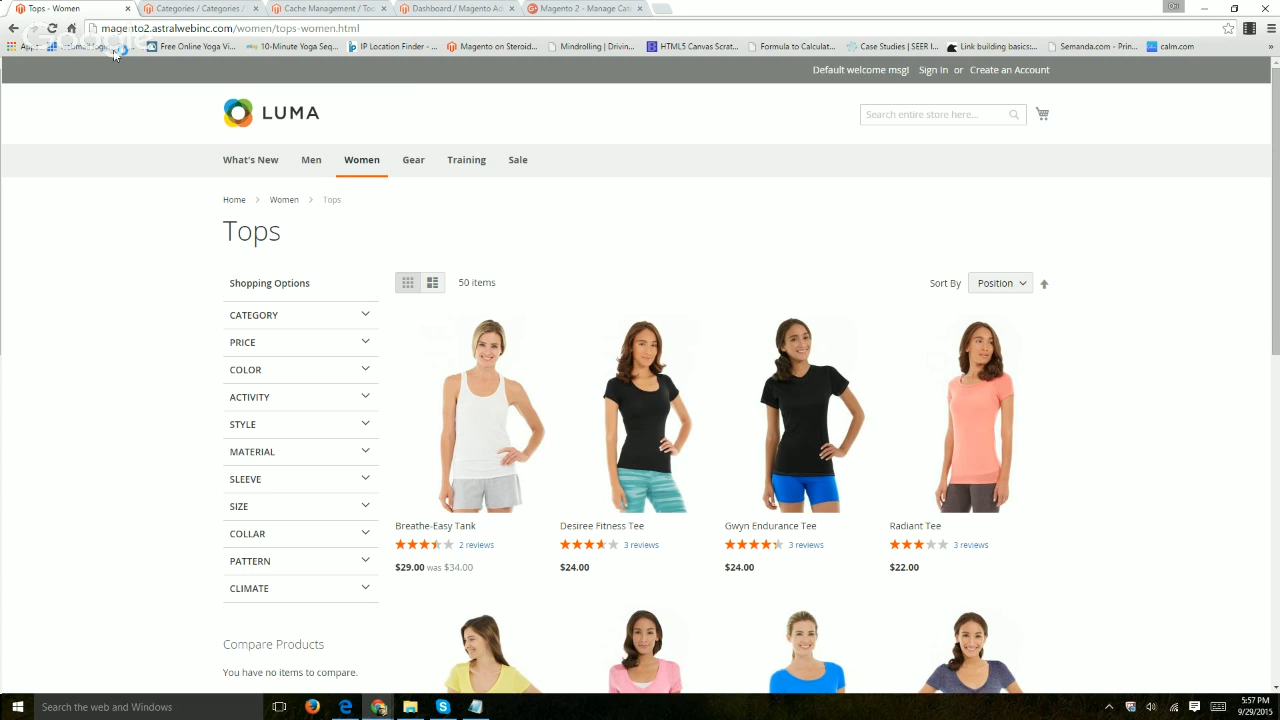 Tops - Women
Categories / Categories /
Cache Management / Too
Dashboard / Magento Ad
Magento 2 - Manage Cat
magento2.astralwebinc.com/women/tops-women.html
Google
Free Online Yoga Vi...
10-Minute Yoga Seq...
IP Location Finder - ...
Magento on Steroid...
Mindrolling | Drivin...
HTML5 Canvas Scrat...
Formula to Calculat...
Case Studies | SEER I...
Link building basics:...
Semanda.com - Prin...
calm.com
»
Default welcome msg! Sign In or Create an Account
LUMA
Search entire store here...
What's New Men Women Gear Training Sale
Home > Women > Tops
Tops
Shopping Options
50 items
Sort By Position
CATEGORY
PRICE
COLOR
ACTIVITY
STYLE
MATERIAL
SLEEVE
SIZE
COLLAR
PATTERN
CLIMATE
Breathe-Easy Tank
2 reviews
$29.00 was $34.00
Desiree Fitness Tee
3 reviews
$24.00
Gwyn Endurance Tee
3 reviews
$24.00
Radiant Tee
3 reviews
$22.00
Compare Products
You have no items to compare.
Search the web and Windows
5:57 PM
9/29/2015